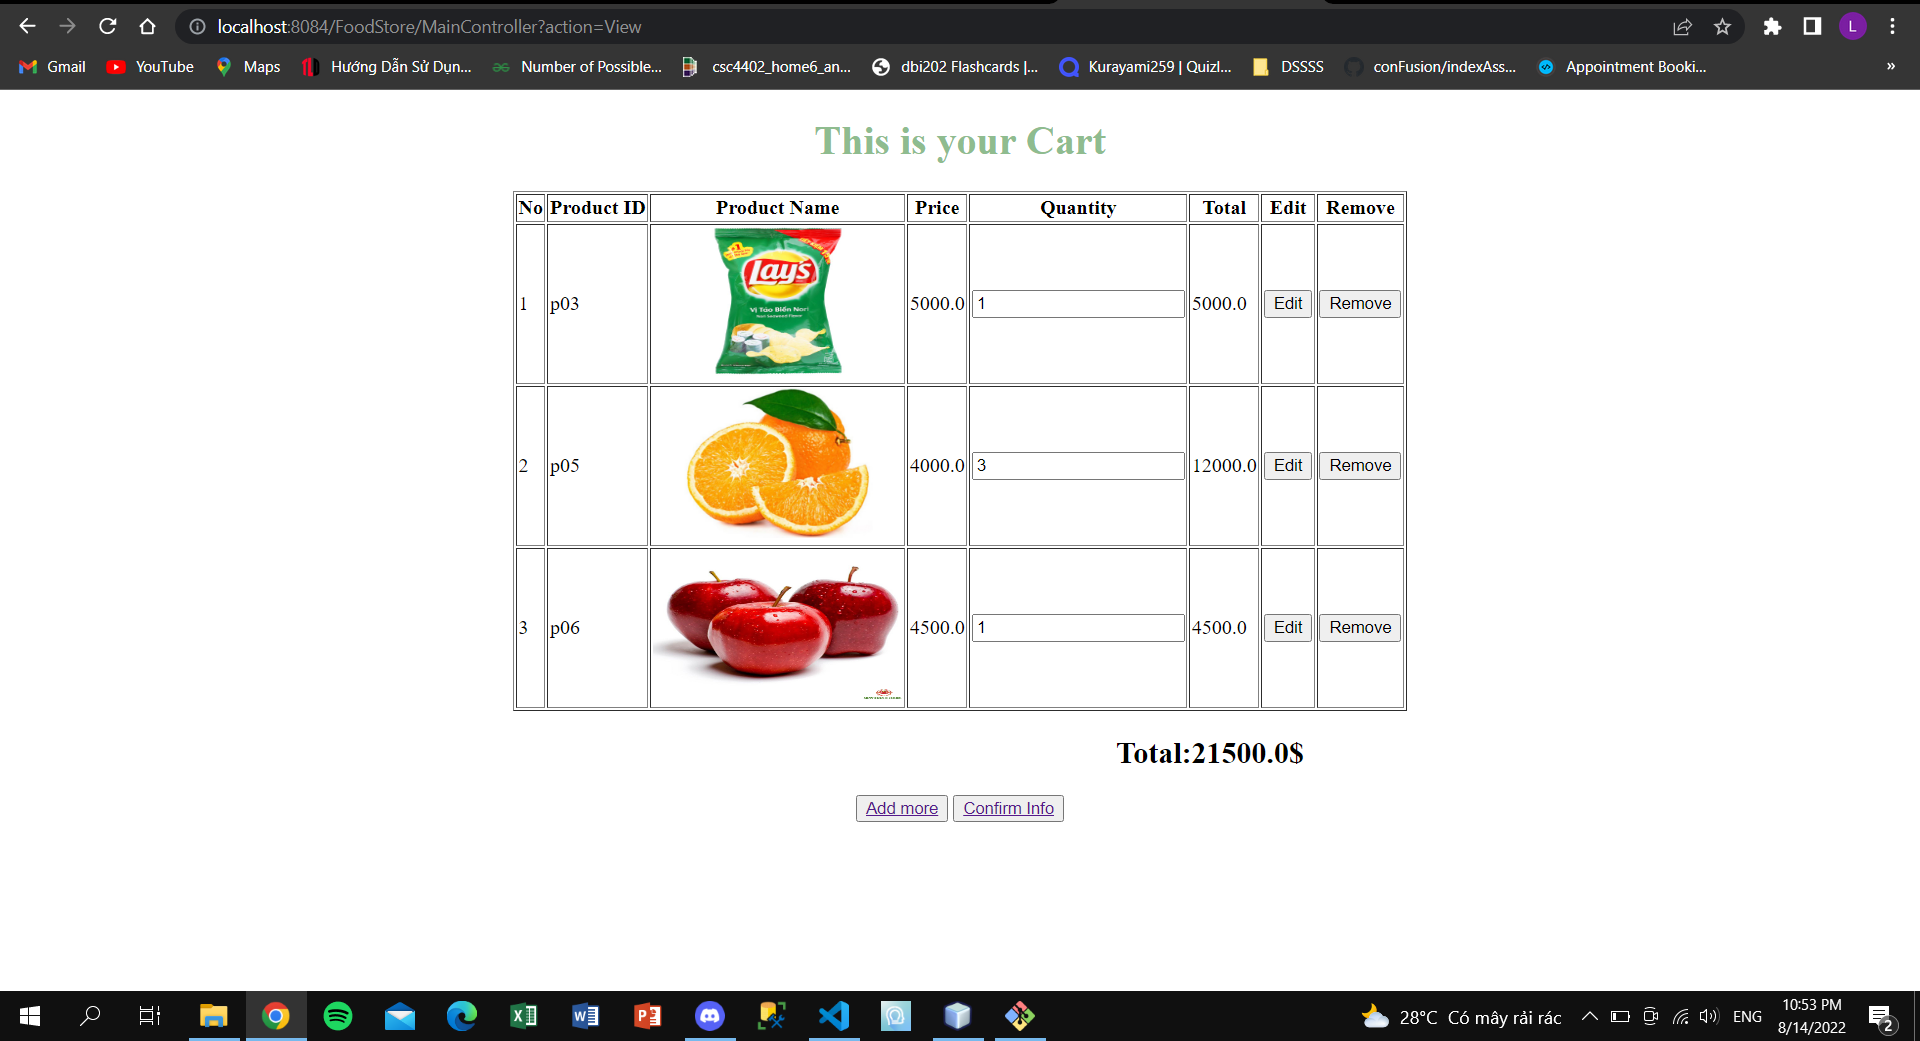 localhost:8084/FoodStore/MainController?action=View
L
Gmail YouTube Maps Hướng Dẫn Sử Dụn... Number of Possible... csc4402_home6_an... dbi202 Flashcards |... Kurayami259 | Quizl... DSSSS conFusion/indexAss... Appointment Booki... »
This is your Cart
No Product ID Product Name Price Quantity Total Edit Remove
Lay's
Vị Tảo Biển Nori
Nori Seaweed Flavor
1 p03 5000.0 1 5000.0 Edit Remove
2 p05 4000.0 3 12000.0 Edit Remove
3 p06 4500.0 1 4500.0 Edit Remove
Total:21500.0$
Add more Confirm Info
28°C Có mây rải rác ENG 10:53 PM
8/14/2022 2